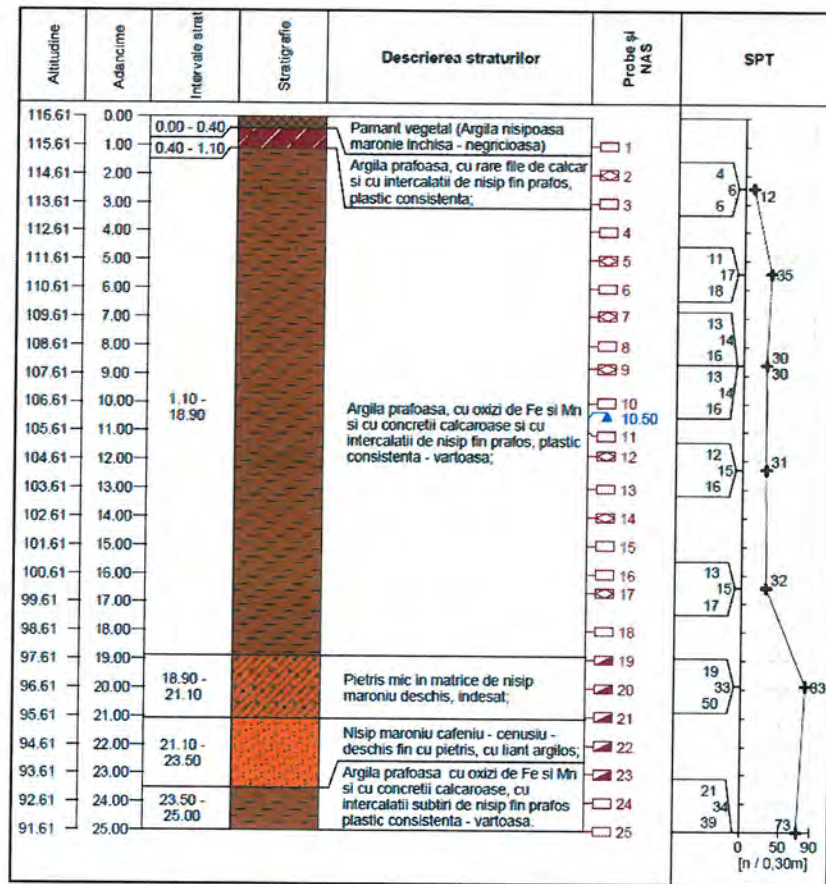 Altitudine
Adancime
Intervale strat
Stratigrafie
Descrierea straturilor
Probe și
NAS
SPT
116.61 0.00
115.61 1.00
114.61 2.00
113.61 3.00
112.61 4.00
111.61 5.00
110.61 6.00
109.61 7.00
108.61 8.00
107.61 9.00
106.61 10.00
105.61 11.00
104.61 12.00
103.61 13.00
102.61 14.00
101.61 15.00
100.61 16.00
99.61 17.00
98.61 18.00
97.61 19.00
96.61 20.00
95.61 21.00
94.61 22.00
93.61 23.00
92.61 24.00
91.61 25.00
0.00 - 0.40
0.40 - 1.10
1.10 -
18.90
18.90 -
21.10
21.10 -
23.50
23.50 -
25.00
Pamant vegetal (Argila nisipoasa
maronie inchisa - negricioasa)
Argila prafoasa, cu rare file de calcar
si cu intercalatii de nisip fin prafos,
plastic consistenta;
Argila prafoasa, cu oxizi de Fe si Mn
si cu concretii calcaroase si cu
intercalatii de nisip fin prafos, plastic
consistenta - vartoasa;
Pietris mic in matrice de nisip
maroniu deschis, indesat;
Nisip maroniu cafeniu - cenusiu -
deschis fin cu pietris, cu liant argilos;
Argila prafoasa cu oxizi de Fe si Mn
si cu concretii calcaroase, cu
intercalatii subtiri de nisip fin prafos
plastic consistenta - vartoasa.
1
2
3
4
5
6
7
8
9
10
10.50
11
12
13
14
15
16
17
18
19
20
21
22
23
24
25
4
6 12
6
11
17 35
18
13
14
16 30
13 30
14
16
12
15 31
16
13
15 32
17
19
33 83
50
21
34
39 73
0 50 90
[n / 0,30m]